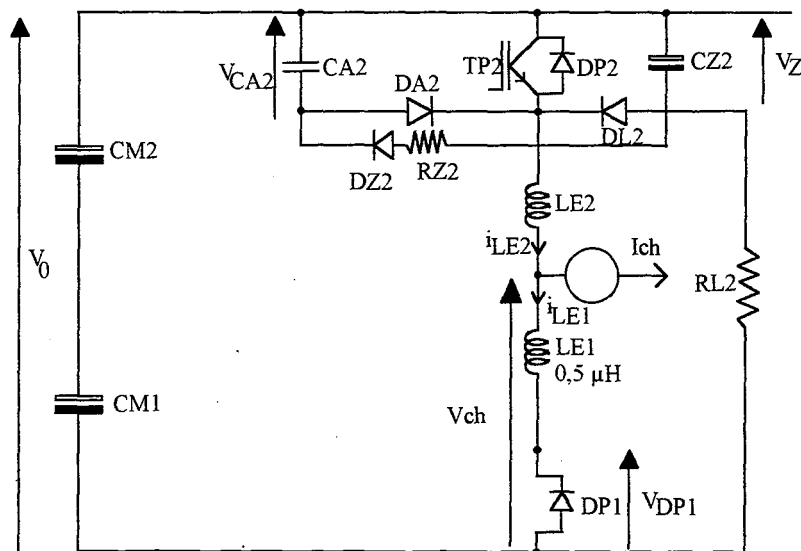 V0
CM2
CM1
VCA2
CA2
DA2
DZ2
RZ2
TP2
DP2
CZ2
VZ
DL2
LE2
iLE2
Ich
iLE1
LE1
0,5 µH
RL2
Vch
DP1
VDP1